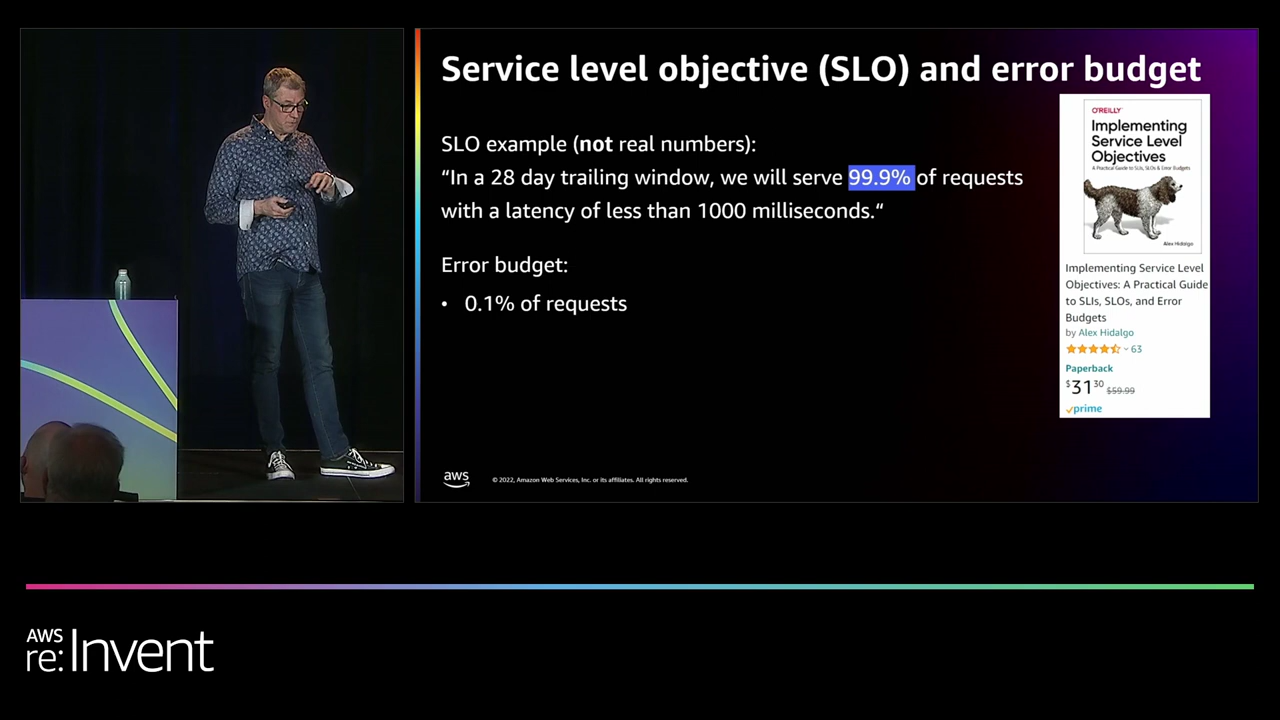 Service level objective (SLO) and error budget
SLO example (not real numbers):
“In a 28 day trailing window, we will serve 99.9% of requests
with a latency of less than 1000 milliseconds.“
Error budget:
• 0.1% of requests
O'REILLY
Implementing
Service Level
Objectives
A Practical Guide to SLIs, SLOs & Error Budgets
Alex Hidalgo
Implementing Service Level
Objectives: A Practical Guide
to SLIs, SLOs, and Error
Budgets
by Alex Hidalgo
63
Paperback
$31 30 $59.99
prime
aws
© 2022, Amazon Web Services, Inc. or its affiliates. All rights reserved.
AWS
re:Invent